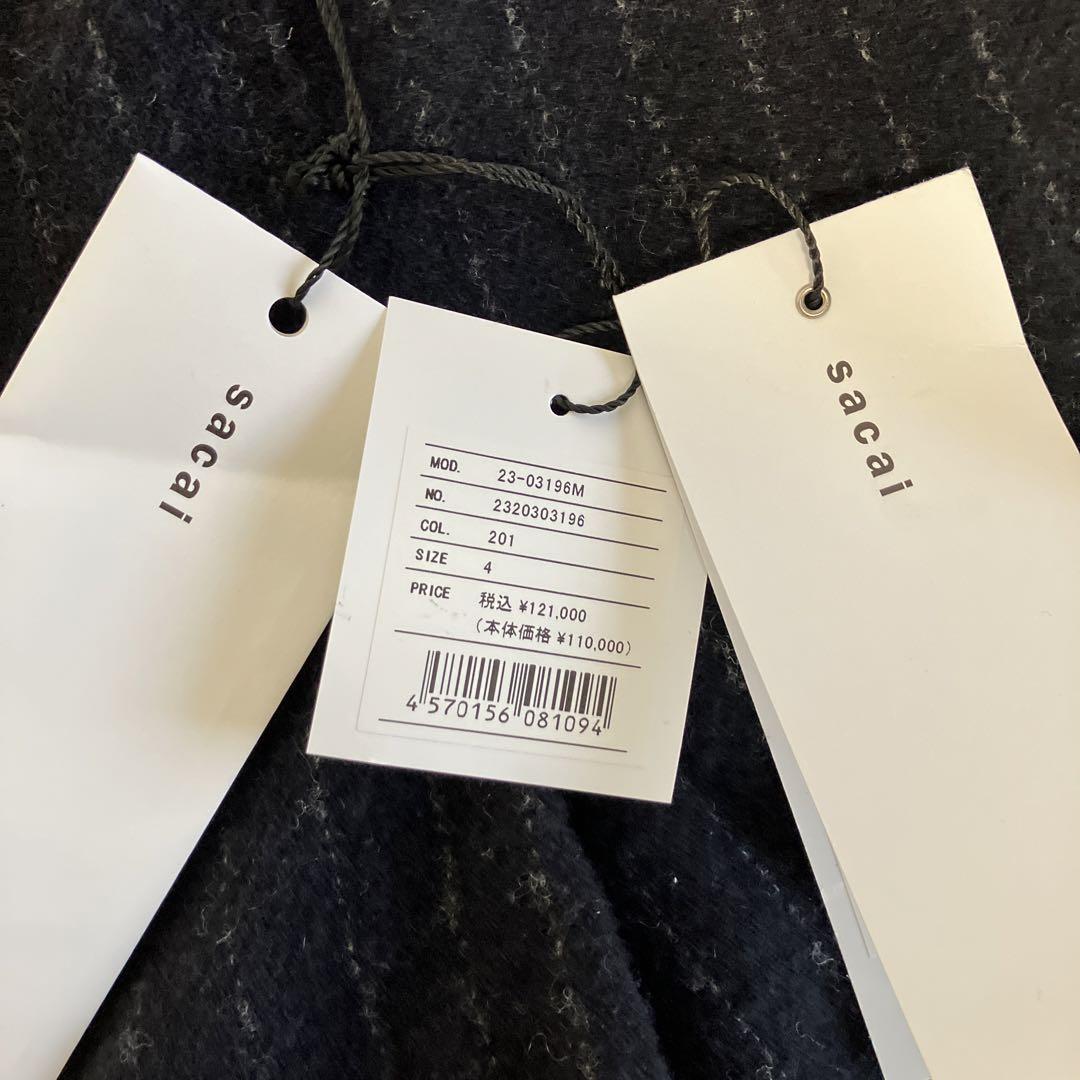 sacai
sacai
MOD. 23-03196M
NO. 2320303196
COL. 201
SIZE 4
PRICE 税込 ¥121,000
(本体価格 ¥110,000)
4 570156 081094